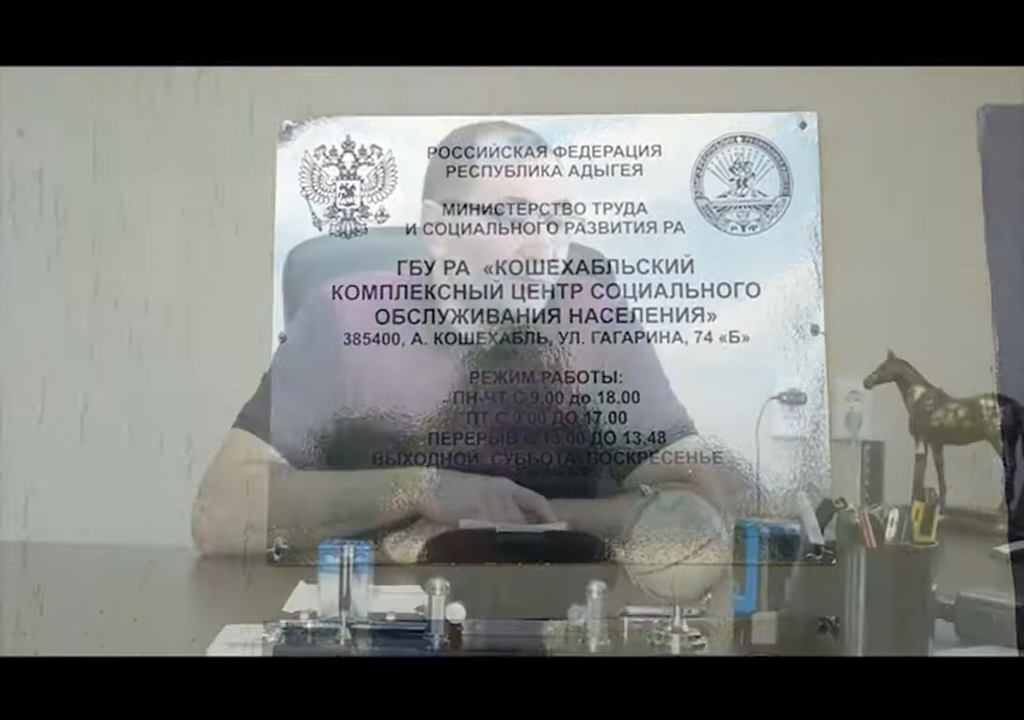 РОССИЙСКАЯ ФЕДЕРАЦИЯ
РЕСПУБЛИКА АДЫГЕЯ
МИНИСТЕРСТВО ТРУДА
И СОЦИАЛЬНОГО РАЗВИТИЯ РА
ГБУ РА «КОШЕХАБЛЬСКИЙ
КОМПЛЕКСНЫЙ ЦЕНТР СОЦИАЛЬНОГО
ОБСЛУЖИВАНИЯ НАСЕЛЕНИЯ»
385400, А. КОШЕХАБЛЬ, УЛ. ГАГАРИНА, 74 «Б»
РЕЖИМ РАБОТЫ:
ПН-ЧТ С 9.00 до 18.00
ПТ С 9.00 ДО 17.00
ПЕРЕРЫВ С 13.00 ДО 13.48
ВЫХОДНОЙ: СУББОТА, ВОСКРЕСЕНЬЕ